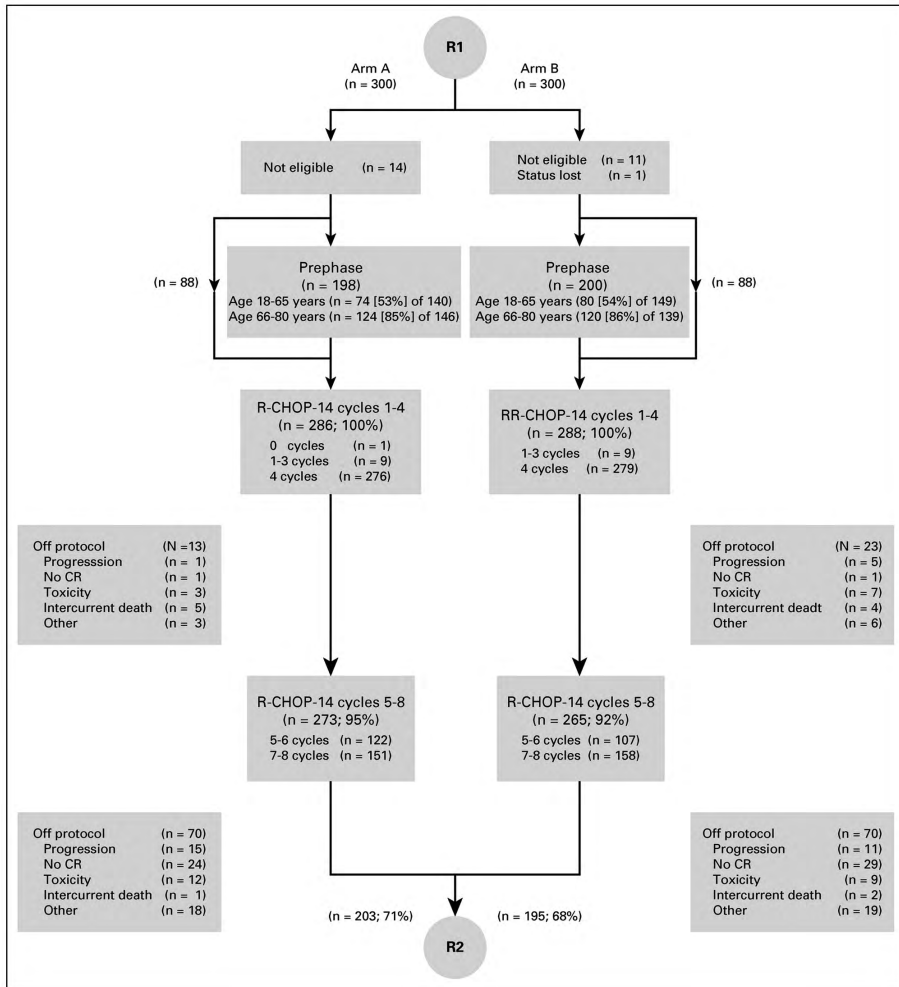 R1
Arm A
(n = 300)
Arm B
(n = 300)
Not eligible (n = 14)
Not eligible (n = 11)
Status lost (n = 1)
(n = 88)
Prephase
(n = 198)
Age 18-65 years (n = 74 [53%] of 140)
Age 66-80 years (n = 124 [85%] of 146)
Prephase
(n = 200)
Age 18-65 years (80 [54%] of 149)
Age 66-80 years (120 [86%] of 139)
(n = 88)
R-CHOP-14 cycles 1-4
(n = 286; 100%)
0 cycles (n = 1)
1-3 cycles (n = 9)
4 cycles (n = 276)
RR-CHOP-14 cycles 1-4
(n = 288; 100%)
1-3 cycles (n = 9)
4 cycles (n = 279)
Off protocol (N =13)
Progresssion (n = 1)
No CR (n = 1)
Toxicity (n = 3)
Intercurrent death (n = 5)
Other (n = 3)
Off protocol (N = 23)
Progression (n = 5)
No CR (n = 1)
Toxicity (n = 7)
Intercurrent deadt (n = 4)
Other (n = 6)
R-CHOP-14 cycles 5-8
(n = 273; 95%)
5-6 cycles (n = 122)
7-8 cycles (n = 151)
R-CHOP-14 cycles 5-8
(n = 265; 92%)
5-6 cycles (n = 107)
7-8 cycles (n = 158)
Off protocol (n = 70)
Progression (n = 15)
No CR (n = 24)
Toxicity (n = 12)
Intercurrent death (n = 1)
Other (n = 18)
Off protocol (n = 70)
Progression (n = 11)
No CR (n = 29)
Toxicity (n = 9)
Intercurrent death (n = 2)
Other (n = 19)
(n = 203; 71%)
(n = 195; 68%)
R2